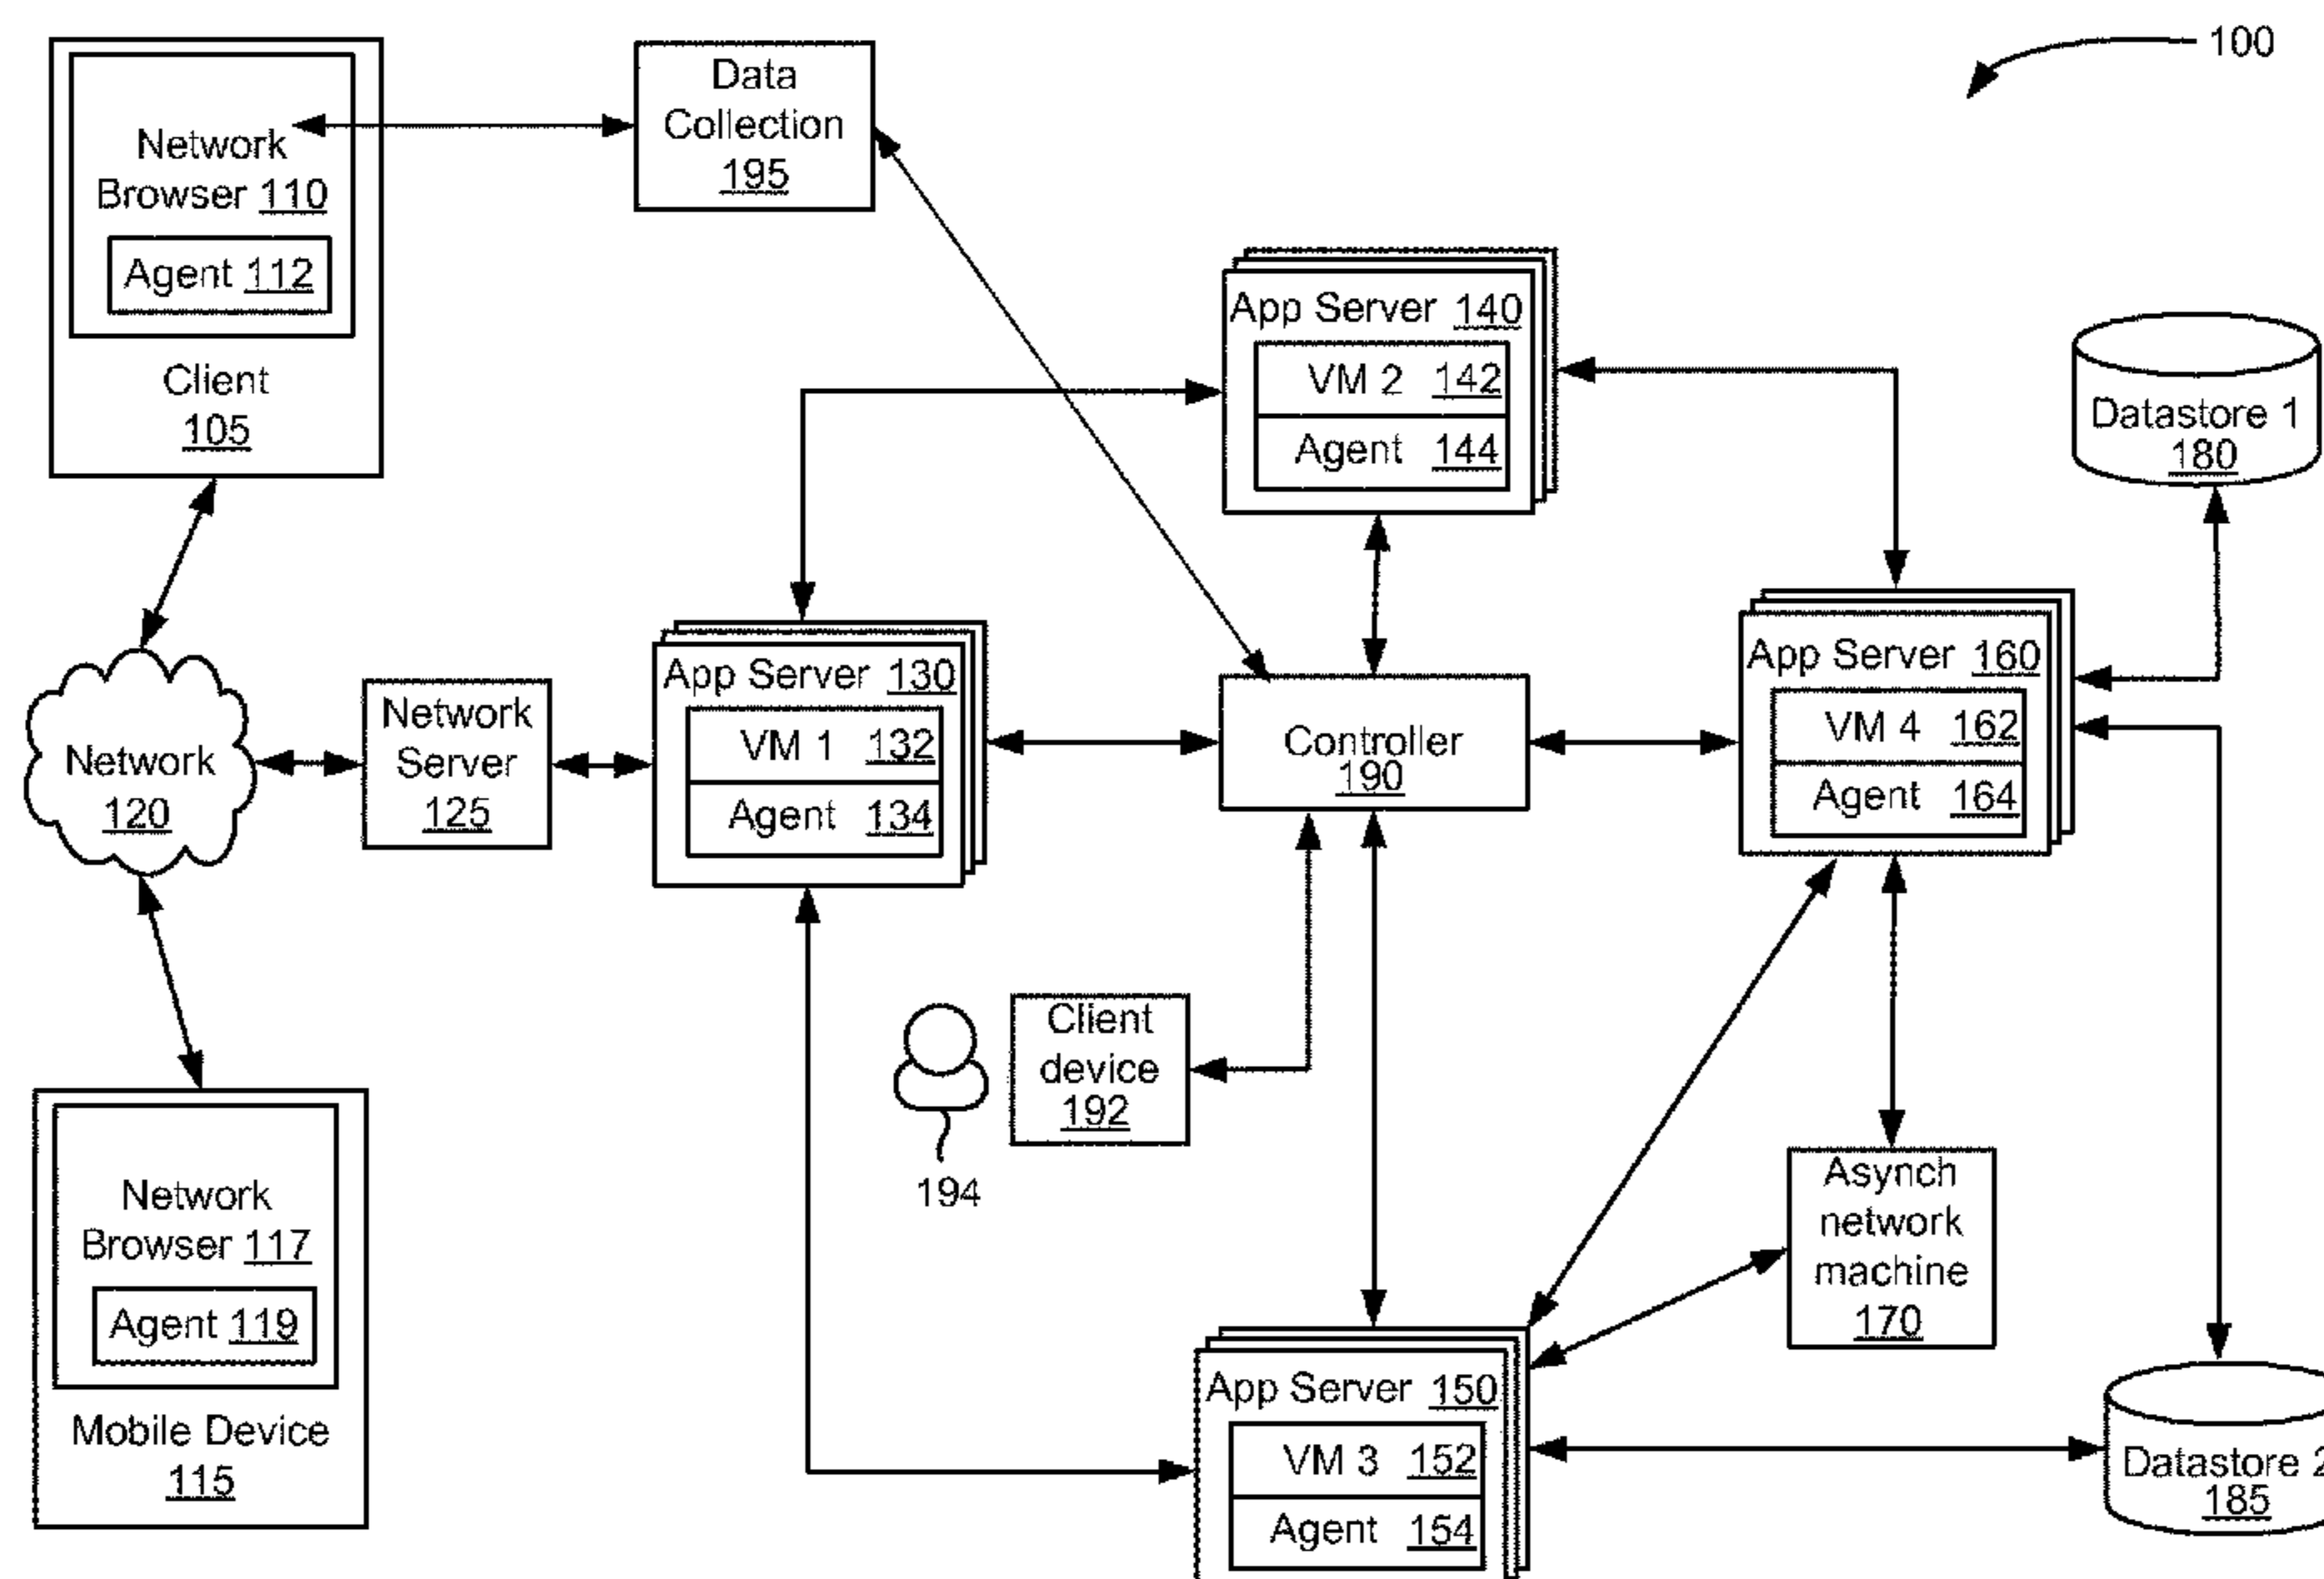 100
Data
Collection
195
Network
Browser 110
Agent 112
Client
105
App Server 140
VM 2 142
Agent 144
Datastore 1
180
Network
120
Network
Server
125
App Server 130
VM 1 132
Agent 134
Controller
190
App Server 160
VM 4 162
Agent 164
Client
device
192
194
Asynch
network
machine
170
Network
Browser 117
Agent 119
Mobile Device
115
App Server 150
VM 3 152
Agent 154
Datastore 2
185